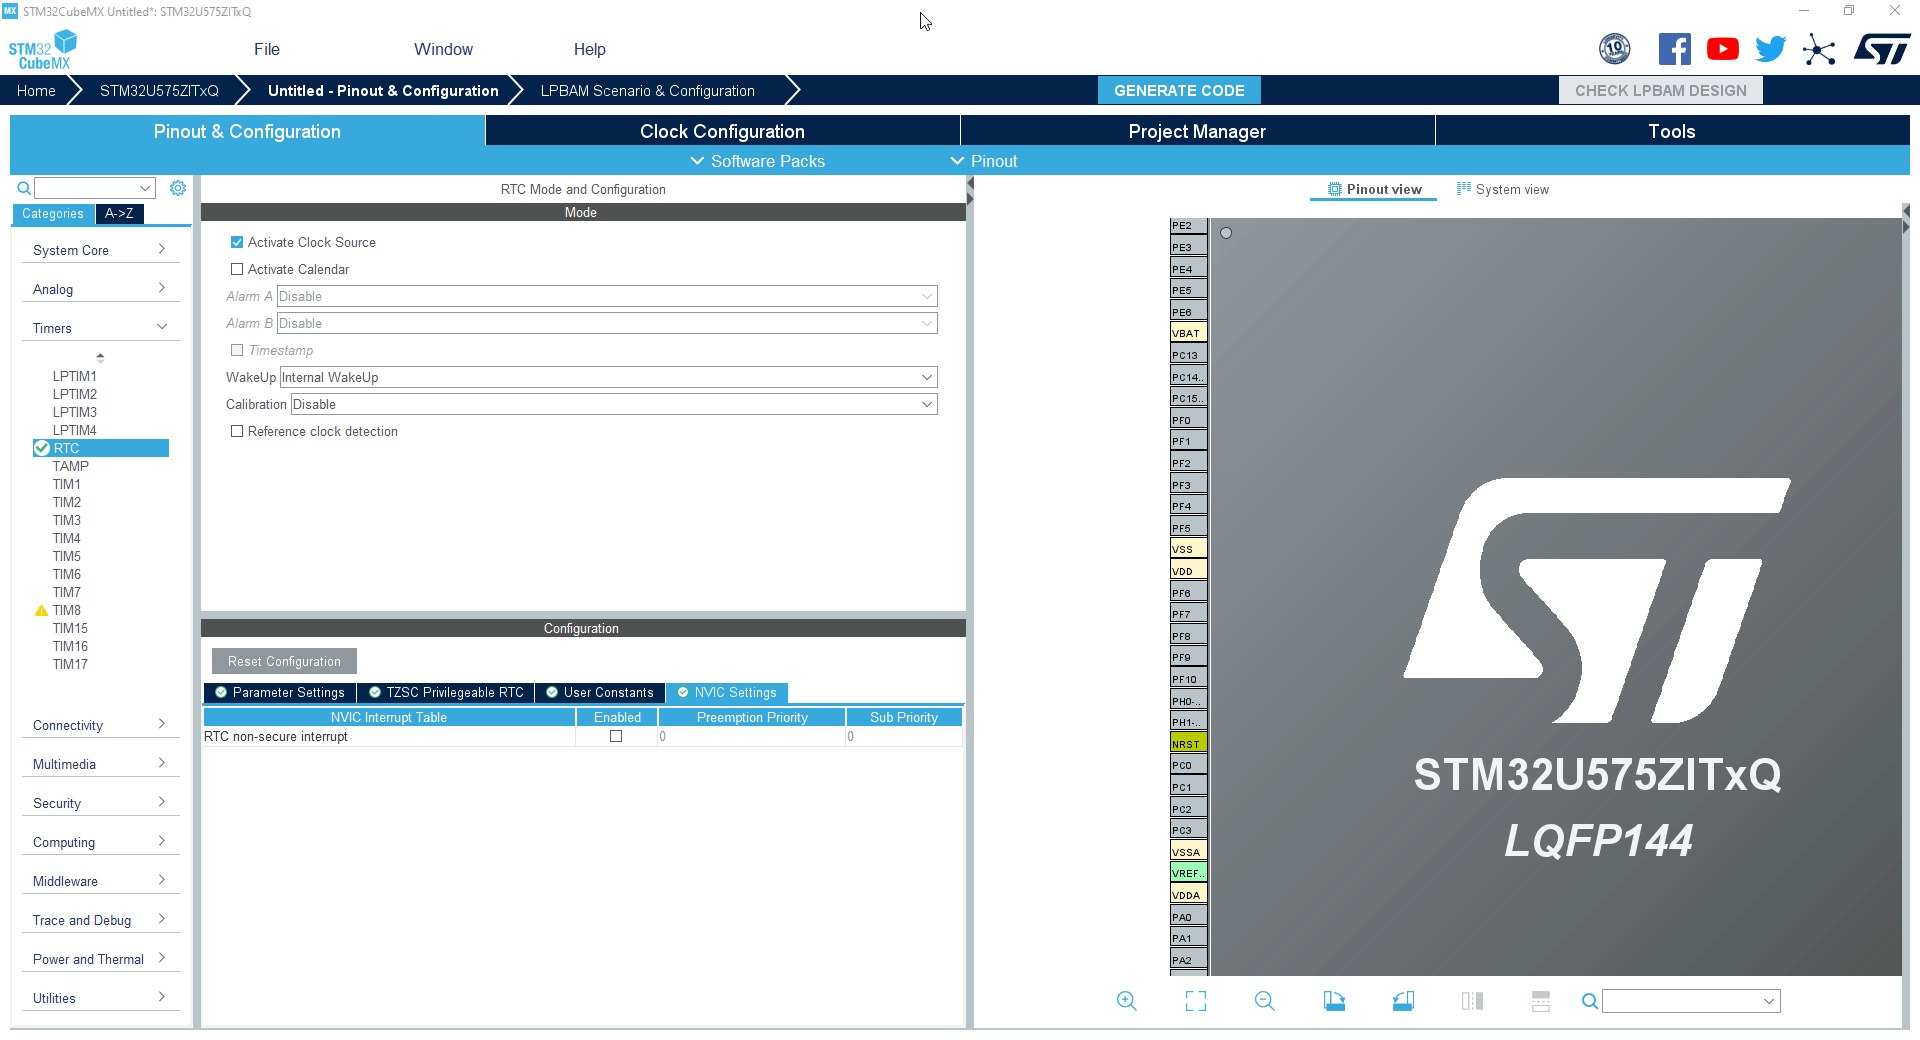 MX STM32CubeMX Untitled*: STM32U575ZITxQ
STM32
CubeMX
File Window Help
10
ST
Home STM32U575ZITxQ Untitled - Pinout & Configuration LPBAM Scenario & Configuration GENERATE CODE CHECK LPBAM DESIGN
Pinout & Configuration Clock Configuration Project Manager Tools
Software Packs Pinout
RTC Mode and Configuration
Pinout view System view
Categories A->Z
Mode
System Core
Analog
Timers
LPTIM1
LPTIM2
LPTIM3
LPTIM4
RTC
TAMP
TIM1
TIM2
TIM3
TIM4
TIM5
TIM6
TIM7
TIM8
TIM15
TIM16
TIM17
Connectivity
Multimedia
Security
Computing
Middleware
Trace and Debug
Power and Thermal
Utilities
Activate Clock Source
Activate Calendar
Alarm A Disable
Alarm B Disable
Timestamp
WakeUp Internal WakeUp
Calibration Disable
Reference clock detection
Configuration
Reset Configuration
Parameter Settings TZSC Privilegeable RTC User Constants NVIC Settings
NVIC Interrupt Table Enabled Preemption Priority Sub Priority
RTC non-secure interrupt 0 0
PE2
PE3
PE4
PE5
PE6
VBAT
PC13
PC14..
PC15..
PF0
PF1
PF2
PF3
PF4
PF5
VSS
VDD
PF6
PF7
PF8
PF9
PF10
PH0-..
PH1-..
NRST
PC0
PC1
PC2
PC3
VSSA
VREF..
VDDA
PA0
PA1
PA2
ST
STM32U575ZITxQ
LQFP144